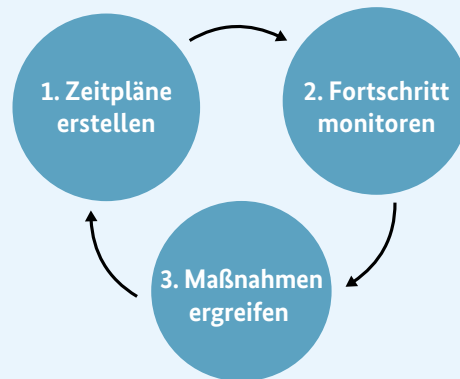 1. Zeitpläne
erstellen
2. Fortschritt
monitoren
3. Maßnahmen
ergreifen